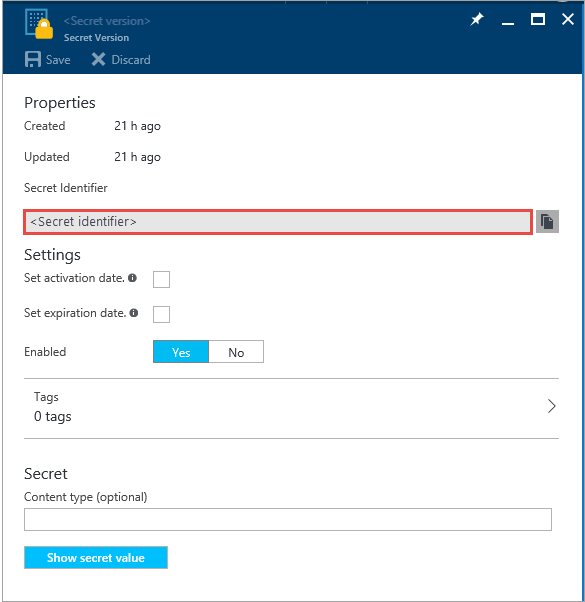 <Secret version>
Secret Version
Save Discard
Properties
Created 21 h ago
Updated 21 h ago
Secret Identifier
<Secret identifier>
Settings
Set activation date.
Set expiration date.
Enabled Yes No
Tags
0 tags
Secret
Content type (optional)
Show secret value